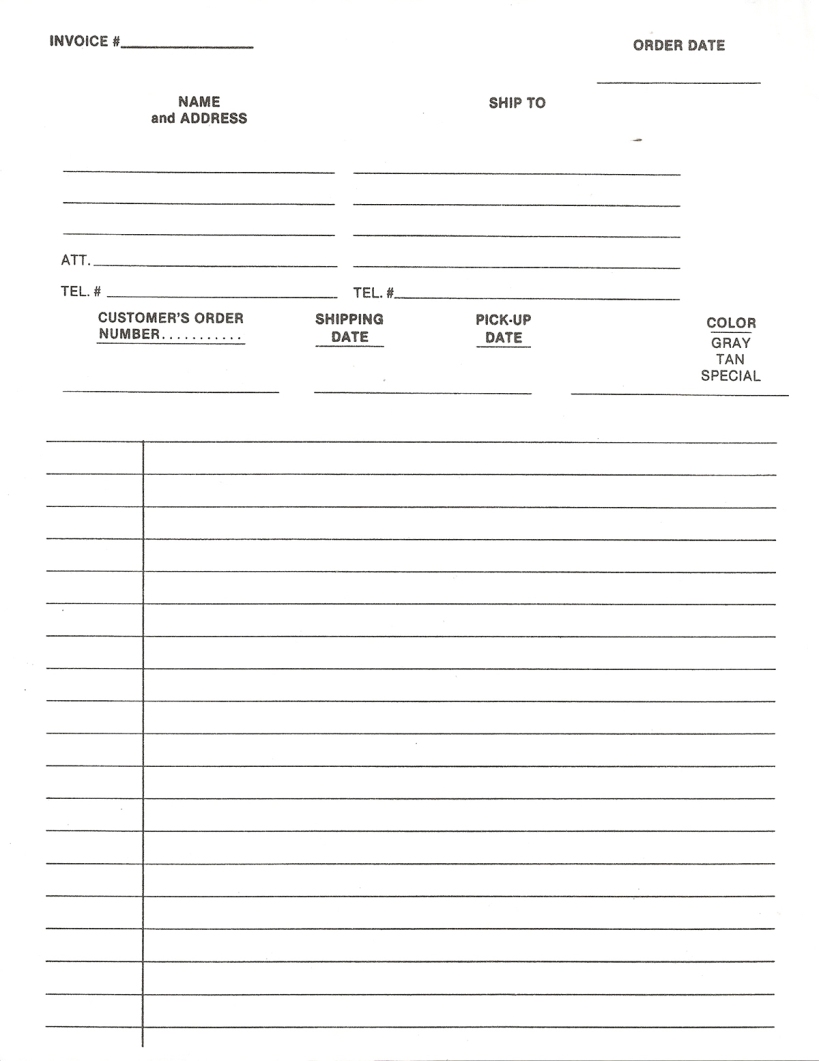 INVOICE #
ORDER DATE
NAME
and ADDRESS
SHIP TO
ATT.
TEL. #
TEL. #
CUSTOMER'S ORDER
NUMBER...........
SHIPPING
DATE
PICK-UP
DATE
COLOR
GRAY
TAN
SPECIAL